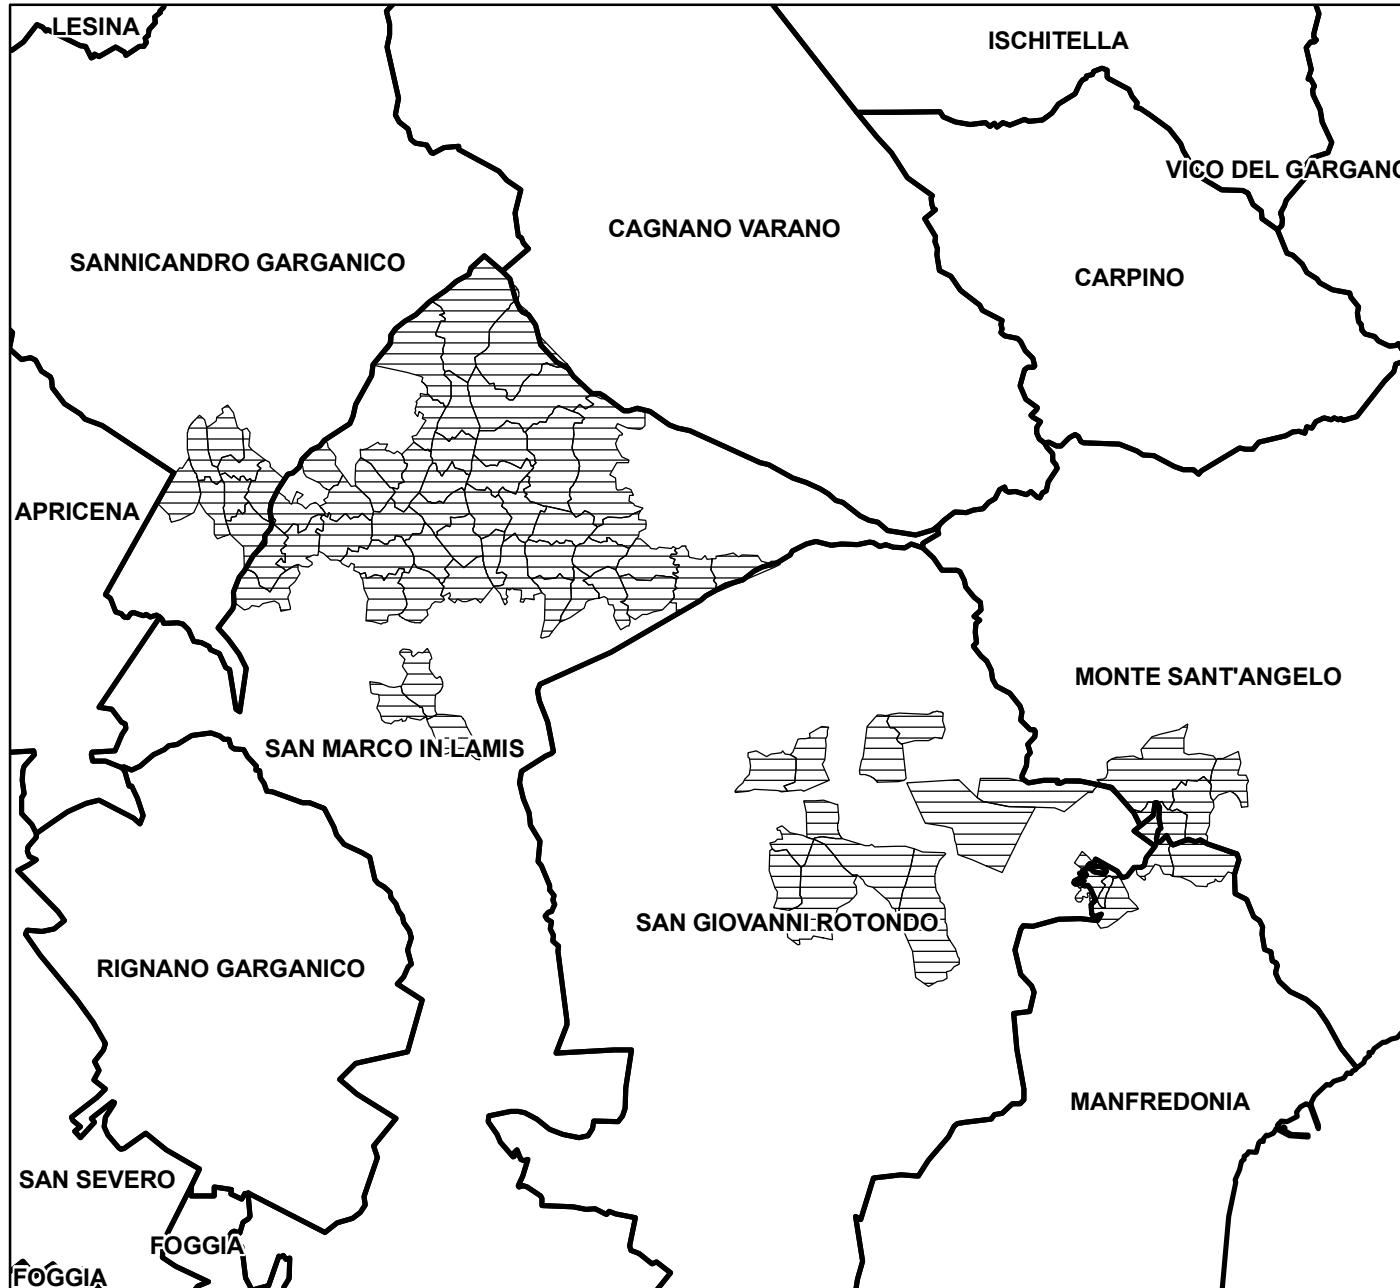 LESINA
ISCHITELLA
VICO DEL GARGANO
CAGNANO VARANO
SANNICANDRO GARGANICO
CARPINO
APRICENA
MONTE SANT'ANGELO
SAN MARCO IN LAMIS
SAN GIOVANNI ROTONDO
RIGNANO GARGANICO
MANFREDONIA
SAN SEVERO
FOGGIA
FOGGIA